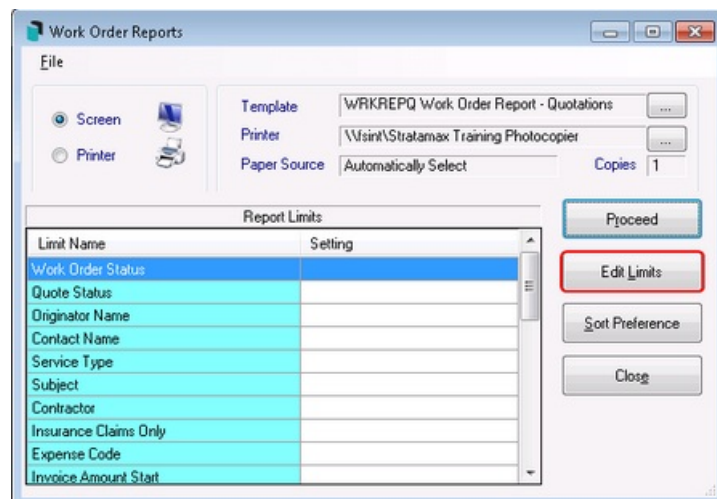 Work Order Reports
File
Screen
Printer
Template WRKREPQ Work Order Report - Quotations ...
Printer \\fsint\Stratamax Training Photocopier ...
Paper Source Automatically Select Copies 1
Report Limits
Limit Name Setting
Work Order Status
Quote Status
Originator Name
Contact Name
Service Type
Subject
Contractor
Insurance Claims Only
Expense Code
Invoice Amount Start
Proceed
Edit Limits
Sort Preference
Close